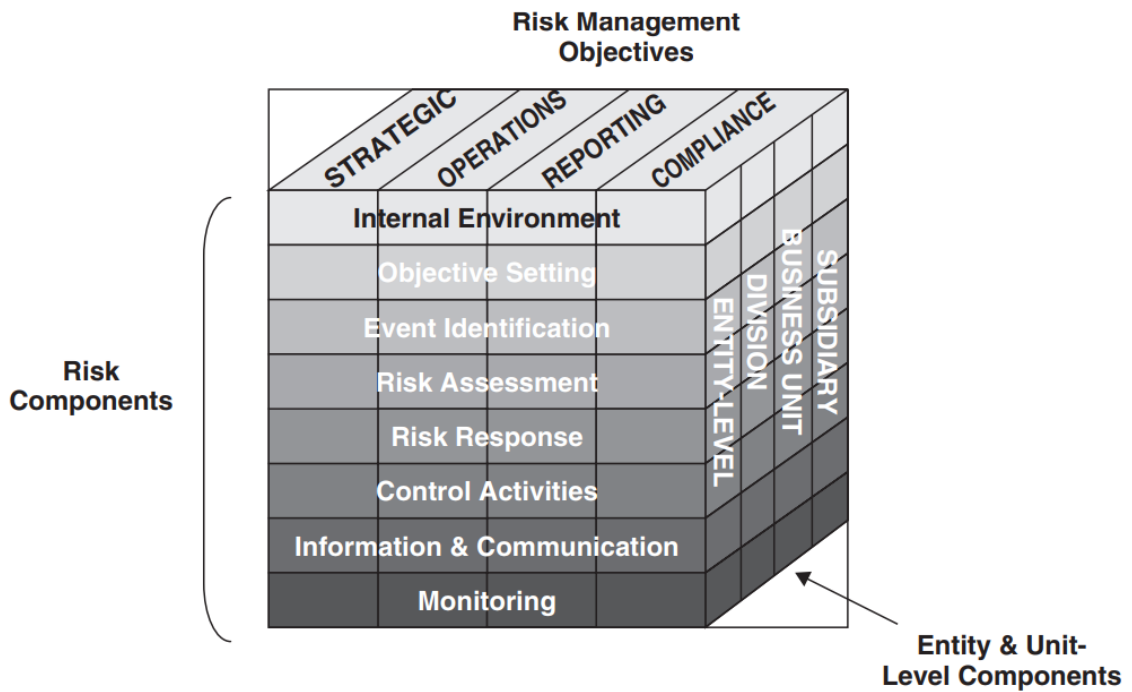 Risk Management
Objectives
STRATEGIC
OPERATIONS
REPORTING
COMPLIANCE
Internal Environment
Objective Setting
Event Identification
Risk Assessment
Risk Response
Control Activities
Information & Communication
Monitoring
ENTITY-LEVEL
DIVISION
BUSINESS UNIT
SUBSIDIARY
Risk
Components
Entity & Unit-
Level Components